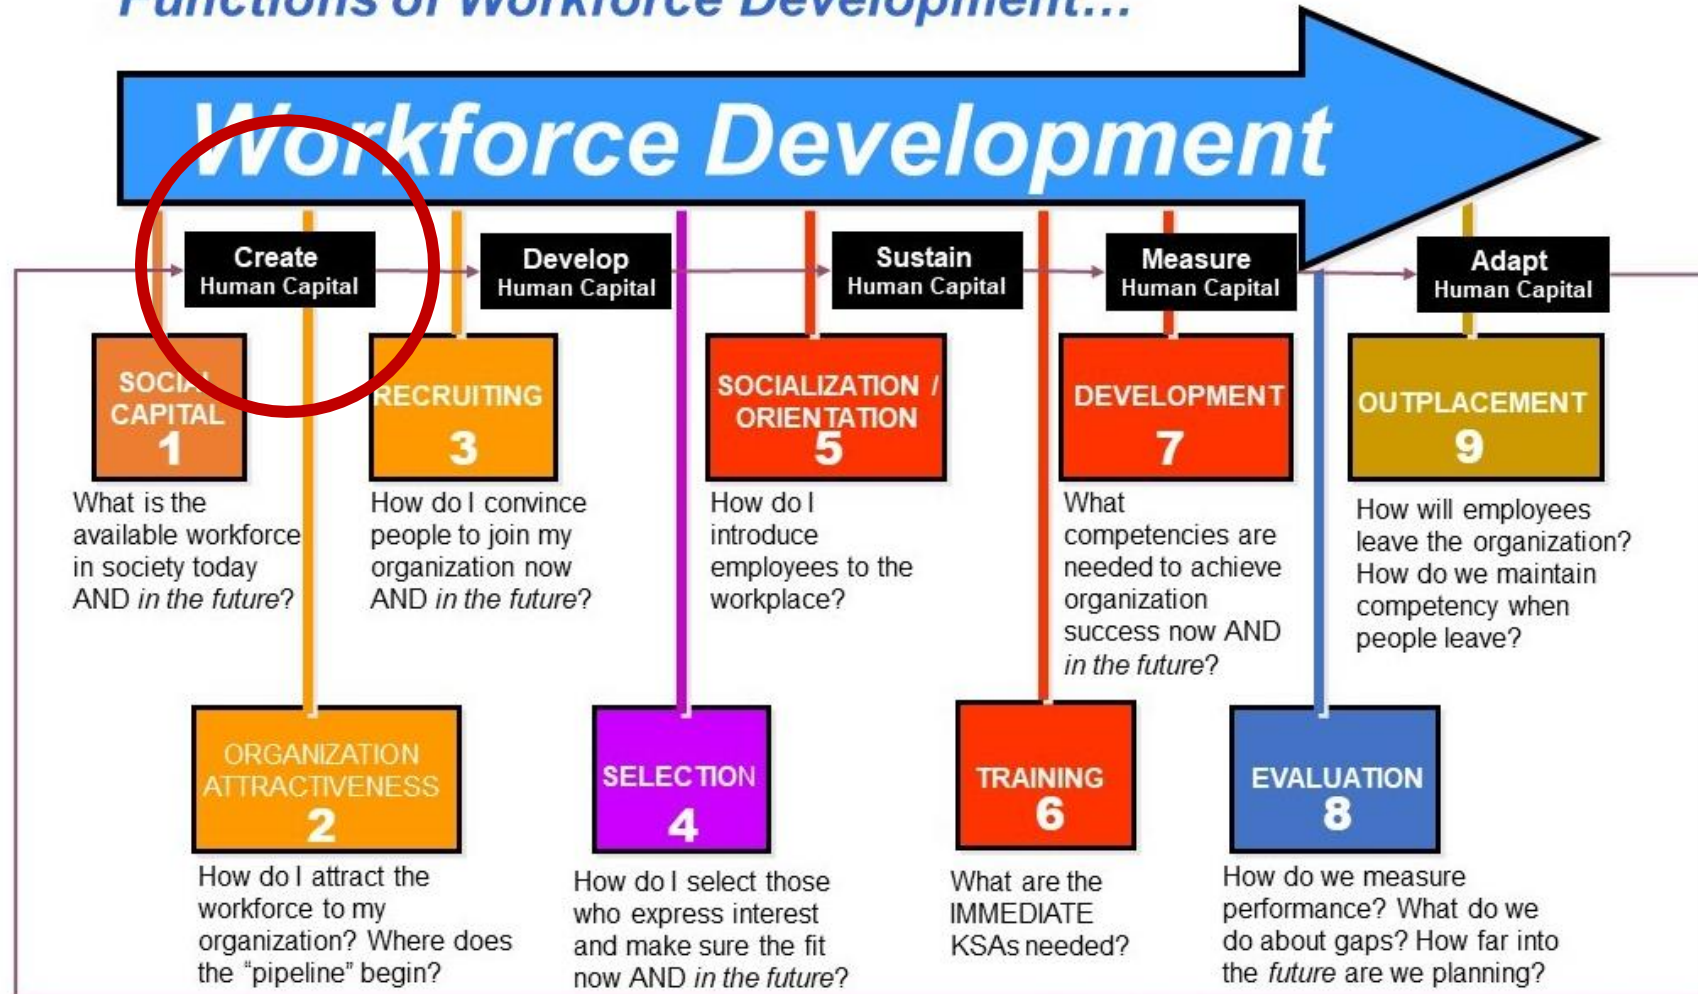 Functions of Workforce Development...
Workforce Development
Create
Human Capital
Develop
Human Capital
Sustain
Human Capital
Measure
Human Capital
Adapt
Human Capital
SOCIAL
CAPITAL
1
What is the
available workforce
in society today
AND in the future?
RECRUITING
3
How do I convince
people to join my
organization now
AND in the future?
SOCIALIZATION /
ORIENTATION
5
How do I
introduce
employees to the
workplace?
DEVELOPMENT
7
What
competencies are
needed to achieve
organization
success now AND
in the future?
OUTPLACEMENT
9
How will employees
leave the organization?
How do we maintain
competency when
people leave?
ORGANIZATION
ATTRACTIVENESS
2
How do I attract the
workforce to my
organization? Where does
the “pipeline” begin?
SELECTION
4
How do I select those
who express interest
and make sure the fit
now AND in the future?
TRAINING
6
What are the
IMMEDIATE
KSAs needed?
EVALUATION
8
How do we measure
performance? What do we
do about gaps? How far into
the future are we planning?